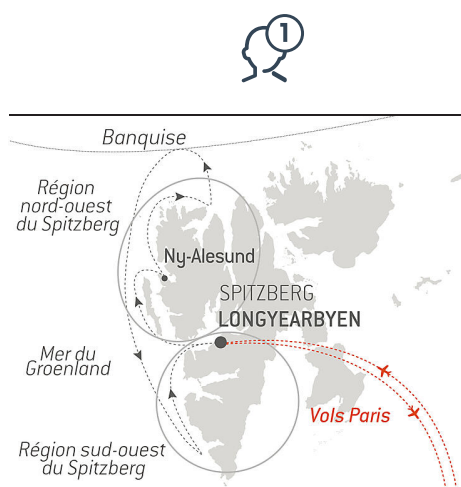 1
Banquise
Région
nord-ouest
du Spitzberg
Ny-Alesund
SPITZBERG
LONGYEARBYEN
Mer du
Groenland
Vols Paris
Région sud-ouest
du Spitzberg